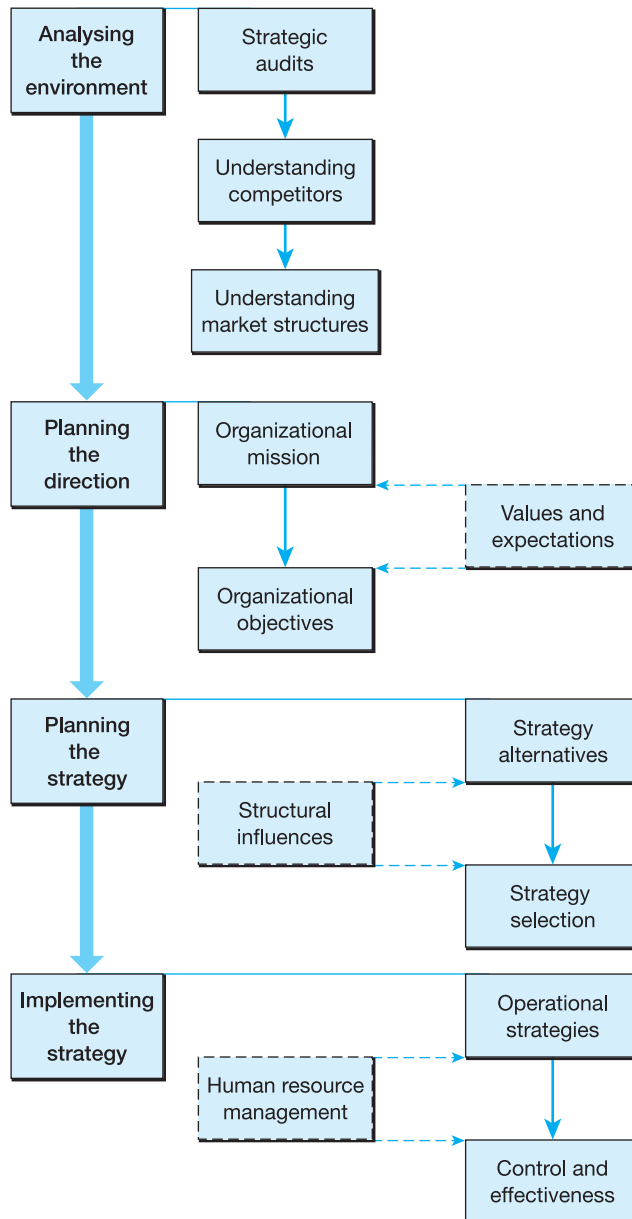 Analysing
the
environment
Strategic
audits
Understanding
competitors
Understanding
market structures
Planning
the
direction
Organizational
mission
Values and
expectations
Organizational
objectives
Planning
the
strategy
Strategy
alternatives
Structural
influences
Strategy
selection
Implementing
the
strategy
Operational
strategies
Human resource
management
Control and
effectiveness